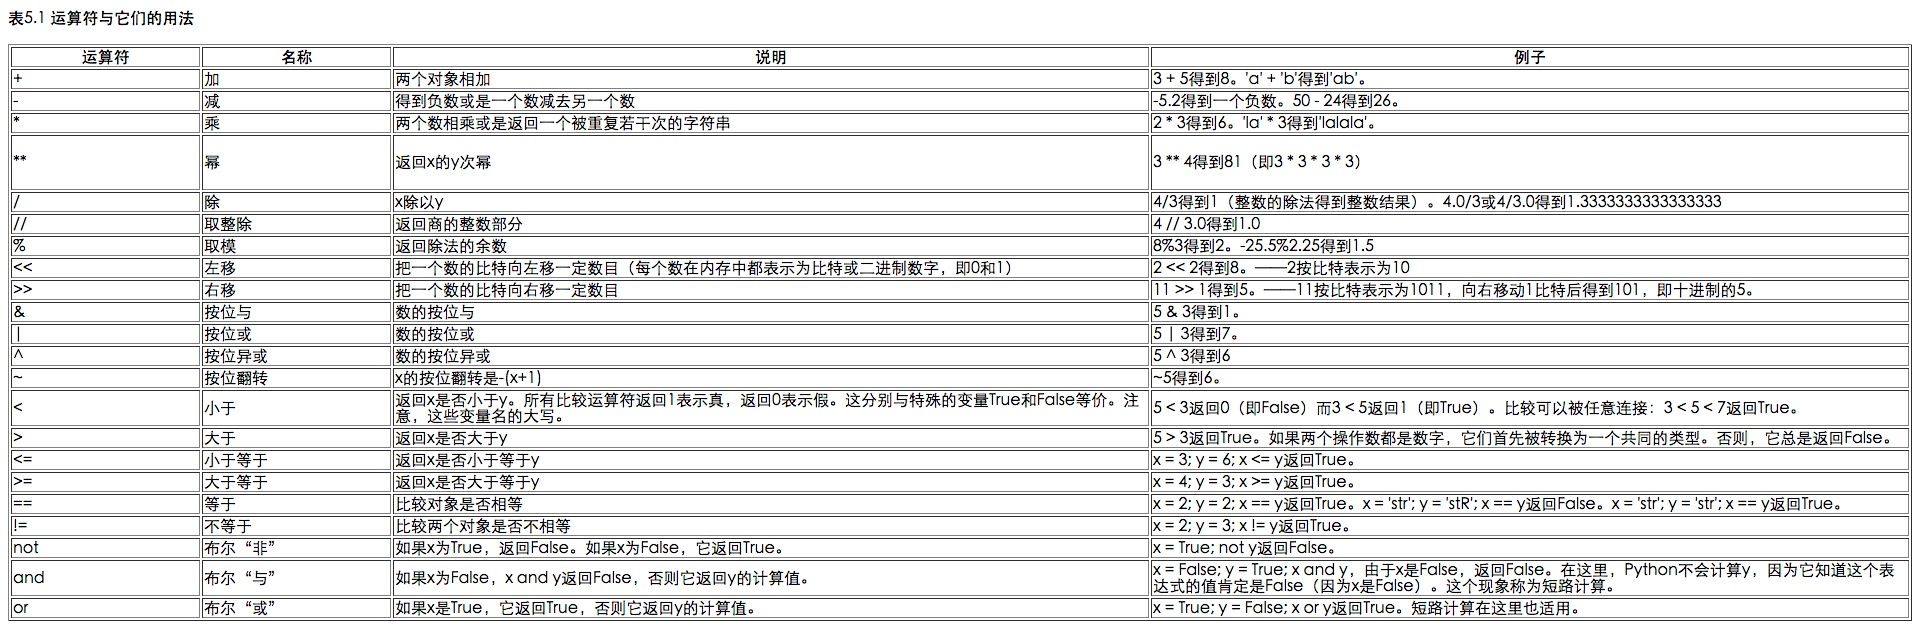 表5.1 运算符与它们的用法
运算符 名称 说明 例子
+ 加 两个对象相加 3 + 5得到8。'a' + 'b'得到'ab'。
- 减 得到负数或是一个数减去另一个数 -5.2得到一个负数。50 - 24得到26。
* 乘 两个数相乘或是返回一个被重复若干次的字符串 2 * 3得到6。'la' * 3得到'lalala'。
** 幂 返回x的y次幂 3 ** 4得到81（即3 * 3 * 3 * 3）
/ 除 x除以y 4/3得到1（整数的除法得到整数结果）。4.0/3或4/3.0得到1.3333333333333333
// 取整除 返回商的整数部分 4 // 3.0得到1.0
% 取模 返回除法的余数 8%3得到2。-25.5%2.25得到1.5
<< 左移 把一个数的比特向左移一定数目（每个数在内存中都表示为比特或二进制数字，即0和1） 2 << 2得到8。——2按比特表示为10
>> 右移 把一个数的比特向右移一定数目 11 >> 1得到5。——11按比特表示为1011，向右移动1比特后得到101，即十进制的5。
& 按位与 数的按位与 5 & 3得到1。
| 按位或 数的按位或 5 | 3得到7。
^ 按位异或 数的按位异或 5 ^ 3得到6
~ 按位翻转 x的按位翻转是-(x+1) ~5得到6。
< 小于 返回x是否小于y。所有比较运算符返回1表示真，返回0表示假。这分别与特殊的变量True和False等价。注
意，这些变量名的大写。 5 < 3返回0（即False）而3 < 5返回1（即True）。比较可以被任意连接：3 < 5 < 7返回True。
> 大于 返回x是否大于y 5 > 3返回True。如果两个操作数都是数字，它们首先被转换为一个共同的类型。否则，它总是返回False。
<= 小于等于 返回x是否小于等于y x = 3; y = 6; x <= y返回True。
>= 大于等于 返回x是否大于等于y x = 4; y = 3; x >= y返回True。
== 等于 比较对象是否相等 x = 2; y = 2; x == y返回True。x = 'str'; y = 'stR'; x == y返回False。x = 'str'; y = 'str'; x == y返回True。
!= 不等于 比较两个对象是否不相等 x = 2; y = 3; x != y返回True。
not 布尔“非” 如果x为True，返回False。如果x为False，它返回True。 x = True; not y返回False。
and 布尔“与” 如果x为False，x and y返回False，否则它返回y的计算值。 x = False; y = True; x and y，由于x是False，返回False。在这里，Python不会计算y，因为它知道这个表
达式的值肯定是False（因为x是False）。这个现象称为短路计算。
or 布尔“或” 如果x是True，它返回True，否则它返回y的计算值。 x = True; y = False; x or y返回True。短路计算在这里也适用。